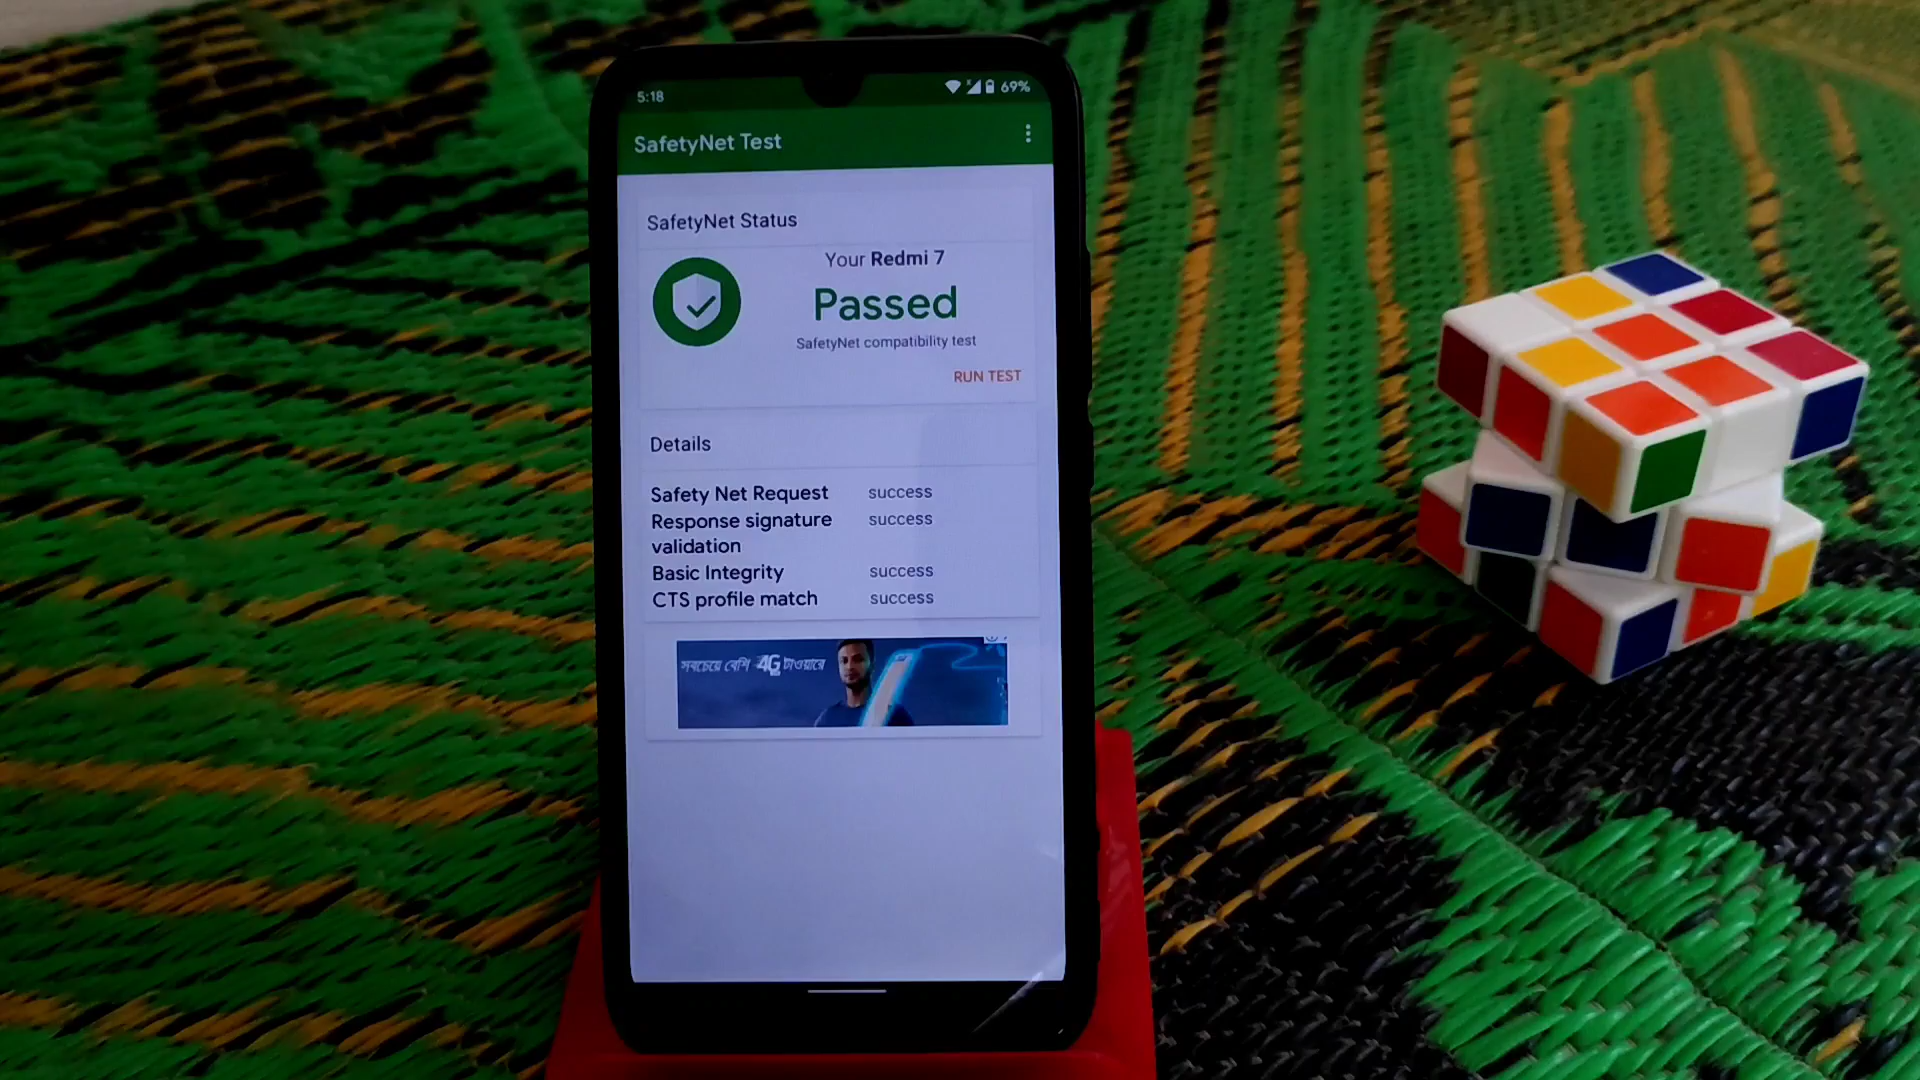 5:18
69%
SafetyNet Test
SafetyNet Status
Your Redmi 7
Passed
SafetyNet compatibility test
RUN TEST
Details
Safety Net Request success
Response signature validation success
Basic Integrity success
CTS profile match success
সবচেয়ে বেশি 4G টাওয়ারে